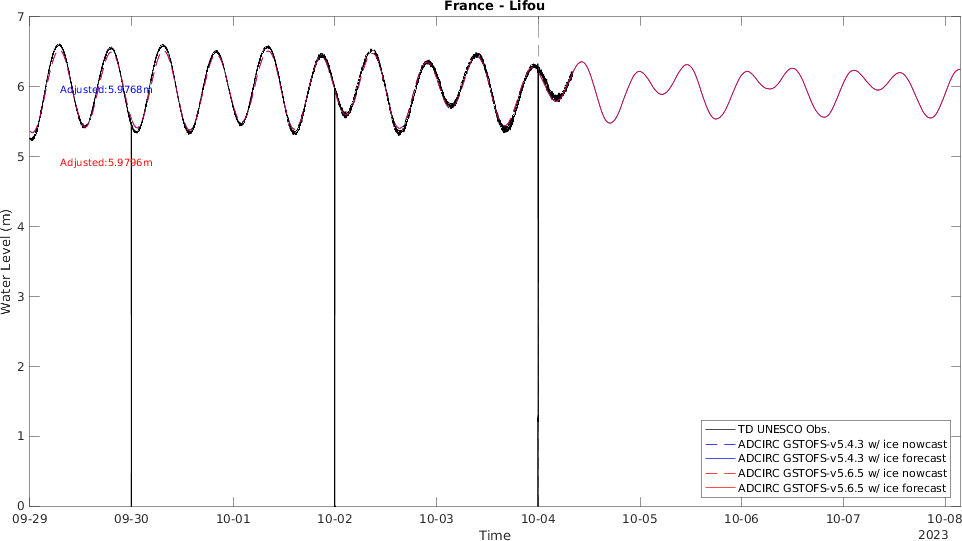 France - Lifou
7
6
5
4
3
2
1
0
Water Level (m)
Adjusted:5.9768m
Adjusted:5.9796m
TD UNESCO Obs.
ADCIRC GSTOFS-v5.4.3 w/ ice nowcast
ADCIRC GSTOFS-v5.4.3 w/ ice forecast
ADCIRC GSTOFS-v5.6.5 w/ ice nowcast
ADCIRC GSTOFS-v5.6.5 w/ ice forecast
09-29 09-30 10-01 10-02 10-03 10-04 10-05 10-06 10-07 10-08
Time
2023